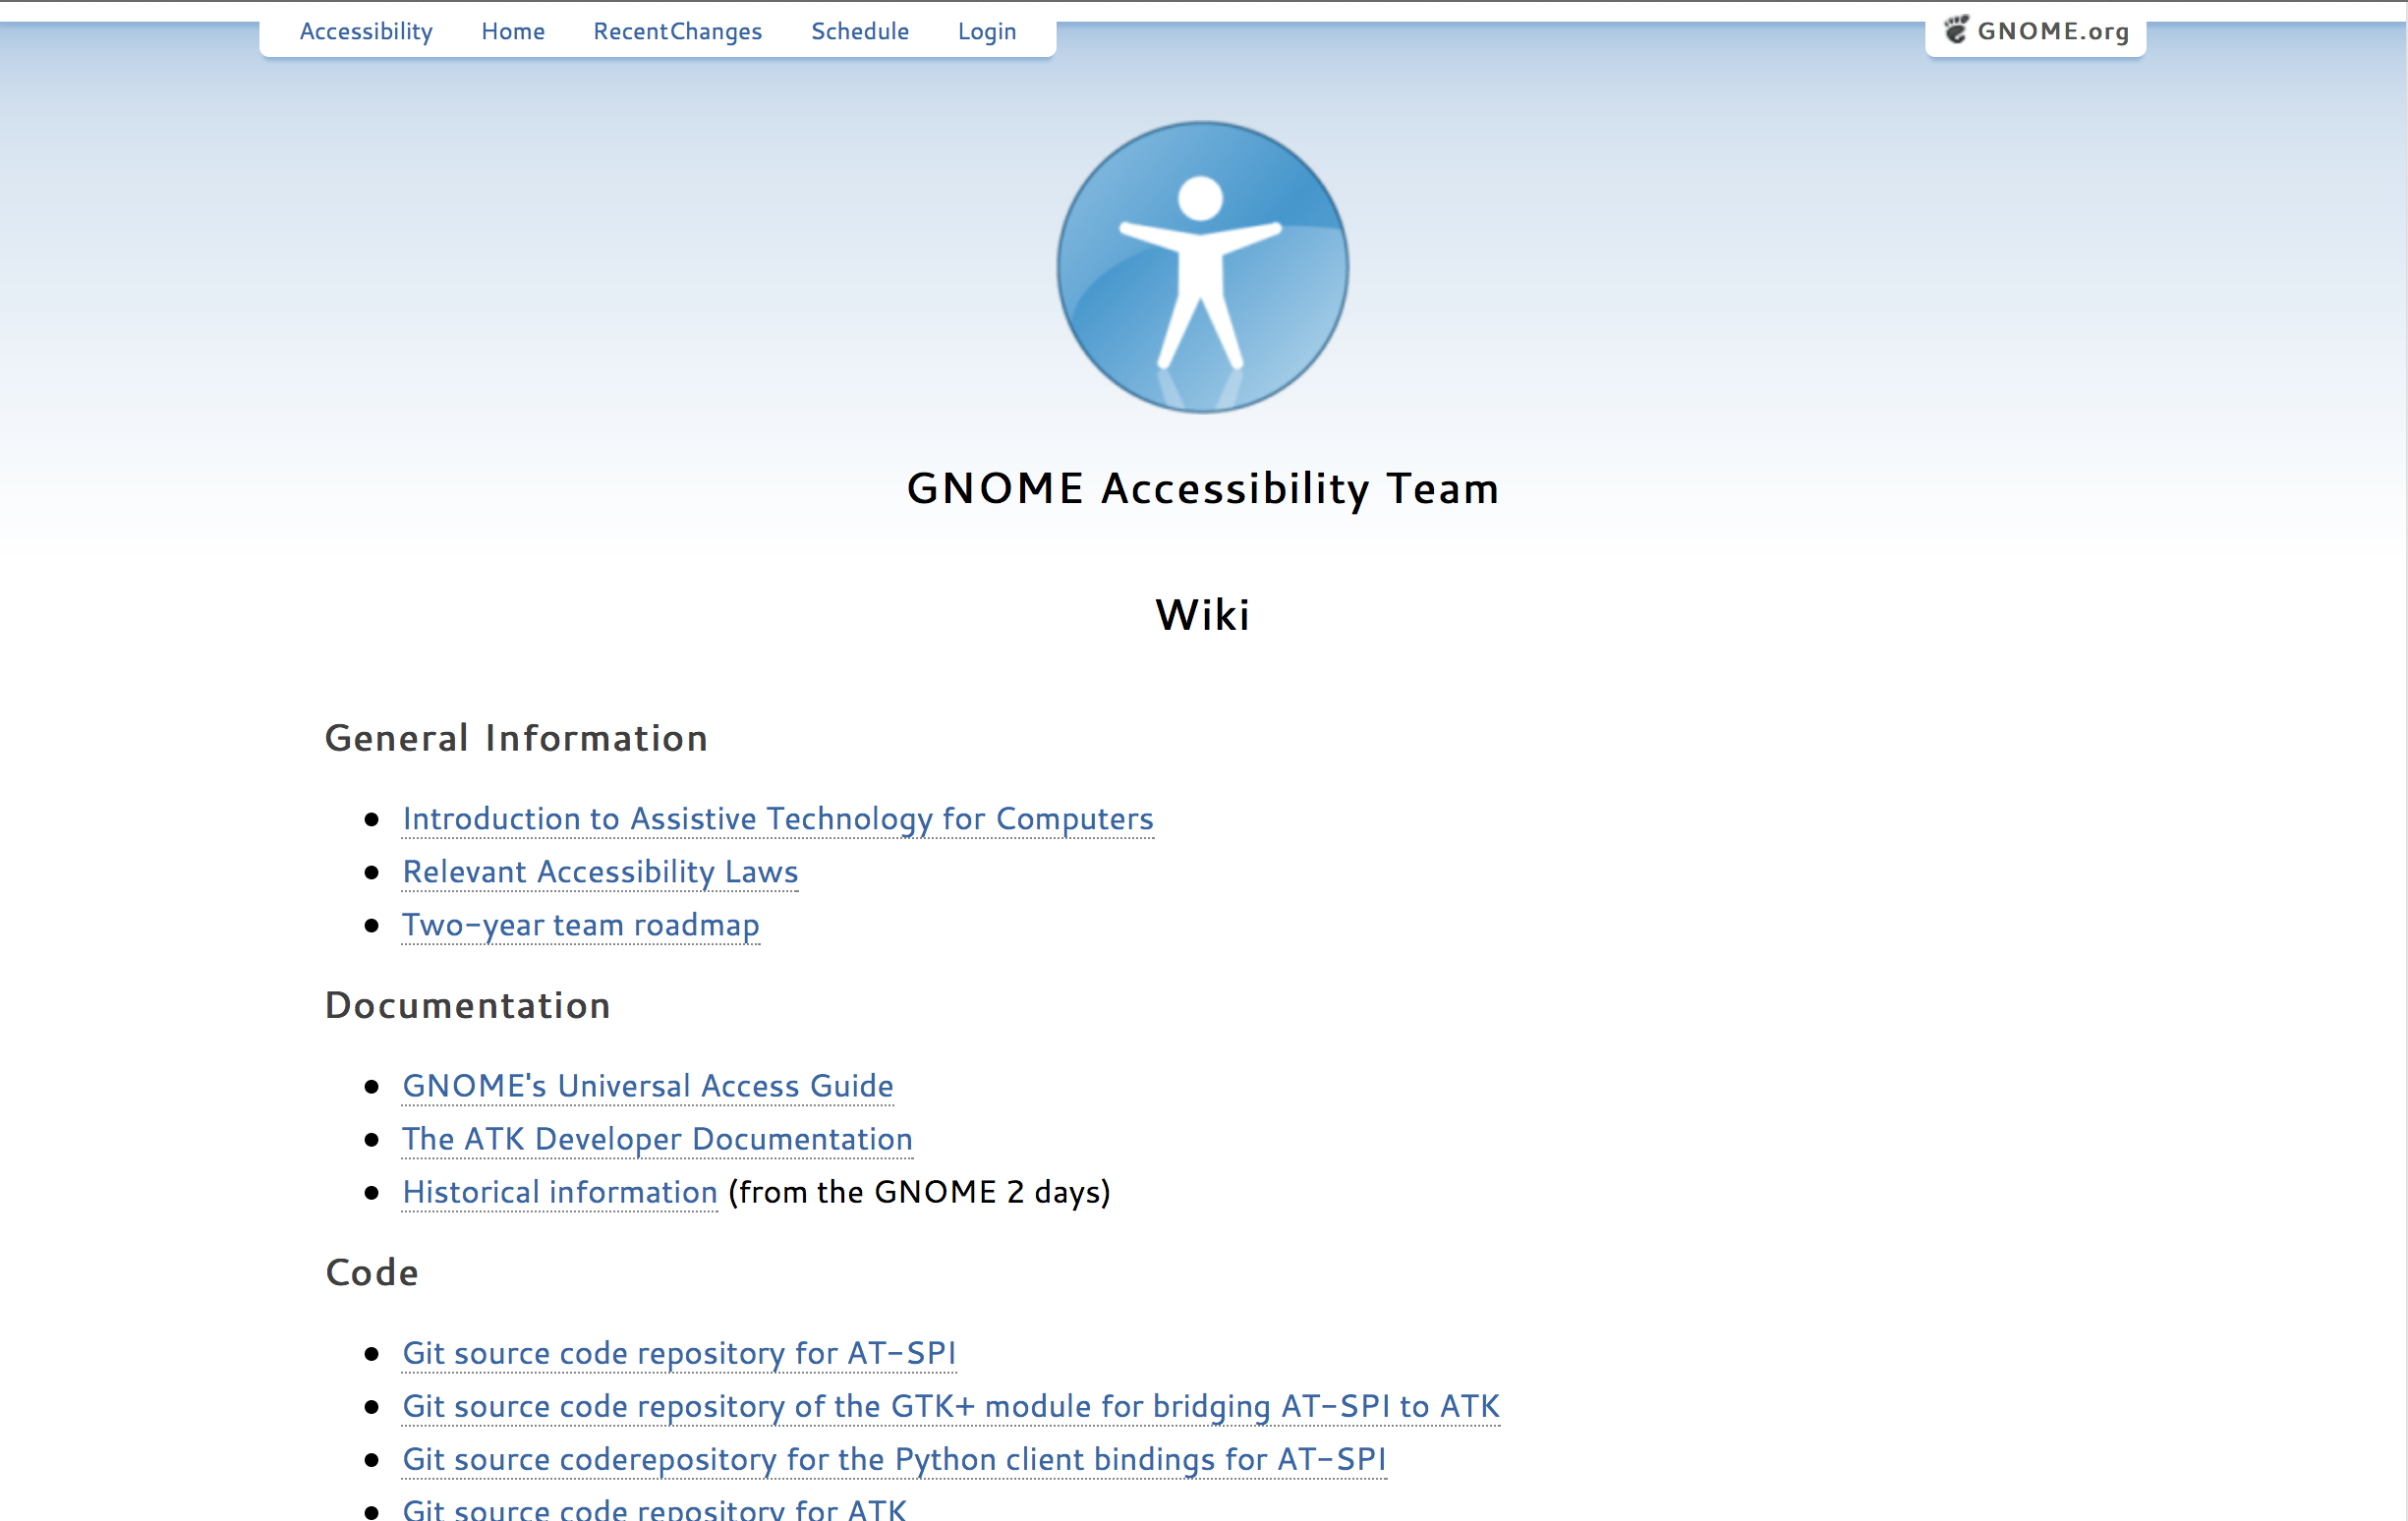 Accessibility Home RecentChanges Schedule Login GNOME.org
GNOME Accessibility Team
Wiki
General Information
Introduction to Assistive Technology for Computers
Relevant Accessibility Laws
Two-year team roadmap
Documentation
GNOME's Universal Access Guide
The ATK Developer Documentation
Historical information (from the GNOME 2 days)
Code
Git source code repository for AT-SPI
Git source code repository of the GTK+ module for bridging AT-SPI to ATK
Git source coderepository for the Python client bindings for AT-SPI
Git source code repository for ATK